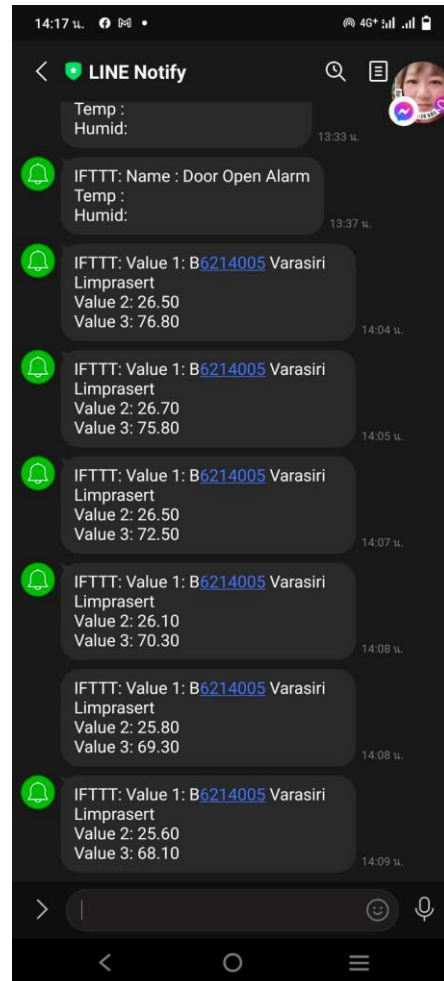 14:17 น.
4G+
LINE Notify
Temp :
Humid:
13:33 น.
IFTTT: Name : Door Open Alarm
Temp :
Humid:
13:37 น.
IFTTT: Value 1: B6214005 Varasiri
Limprasert
Value 2: 26.50
Value 3: 76.80
14:04 น.
IFTTT: Value 1: B6214005 Varasiri
Limprasert
Value 2: 26.70
Value 3: 75.80
14:05 น.
IFTTT: Value 1: B6214005 Varasiri
Limprasert
Value 2: 26.50
Value 3: 72.50
14:07 น.
IFTTT: Value 1: B6214005 Varasiri
Limprasert
Value 2: 26.10
Value 3: 70.30
14:08 น.
IFTTT: Value 1: B6214005 Varasiri
Limprasert
Value 2: 25.80
Value 3: 69.30
14:08 น.
IFTTT: Value 1: B6214005 Varasiri
Limprasert
Value 2: 25.60
Value 3: 68.10
14:09 น.